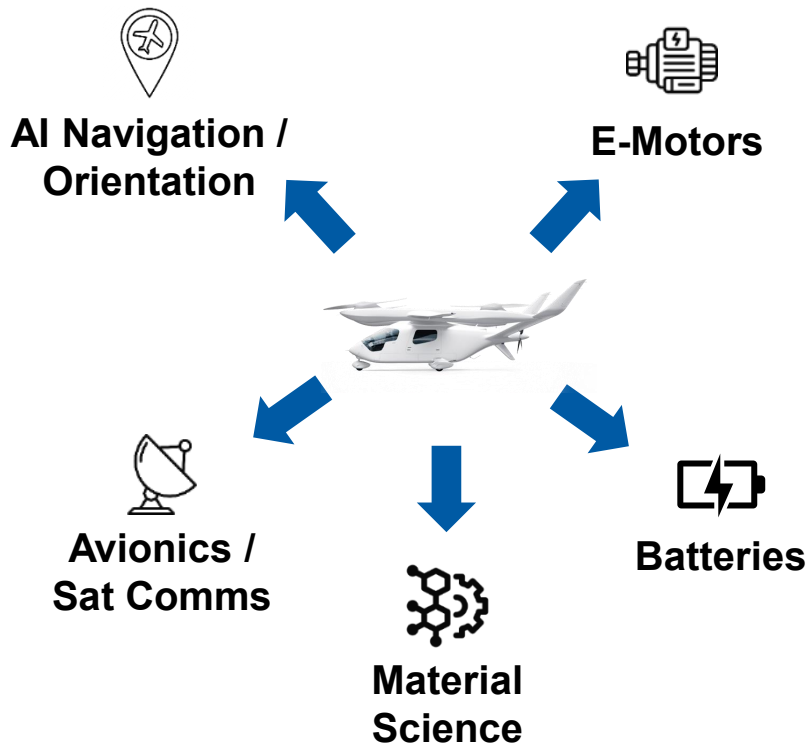 AI Navigation /
Orientation
E-Motors
Avionics /
Sat Comms
Batteries
Material
Science